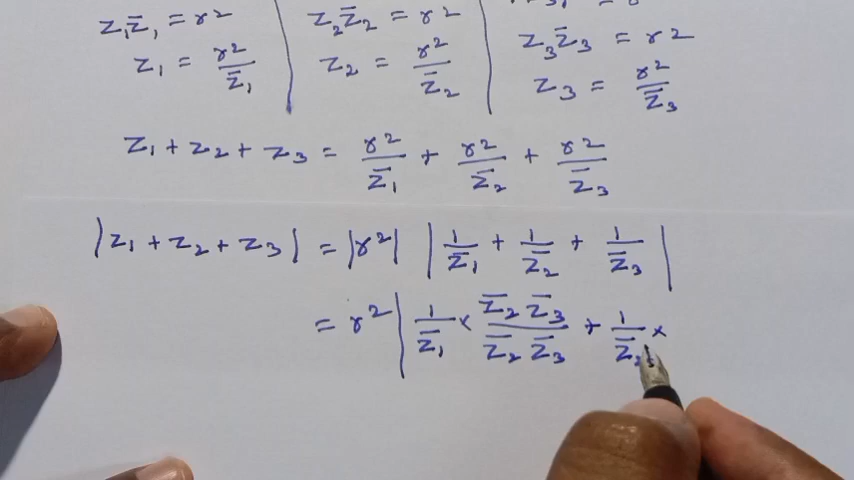 z₁z̄₁ = r²
z₁ = r²/z̄₁
z₂z̄₂ = r²
z₂ = r²/z̄₂
z₃z̄₃ = r²
z₃ = r²/z̄₃
z₁ + z₂ + z₃ = r²/z̄₁ + r²/z̄₂ + r²/z̄₃
|z₁ + z₂ + z₃| = |r²| |1/z̄₁ + 1/z̄₂ + 1/z̄₃|
= r² | 1/z̄₁ × z̄₂ z̄₃/z̄₂ z̄₃ + 1/z̄₂ ×